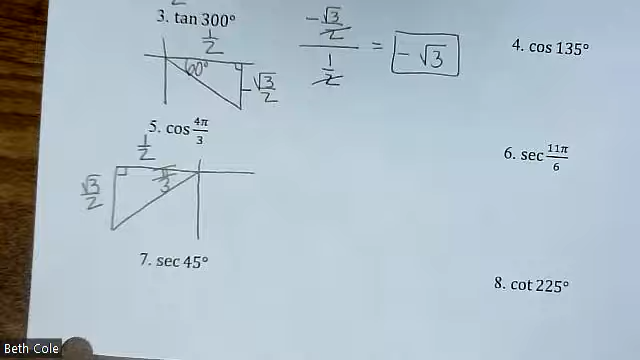 3. tan 300°
1/2
60°
-√3/2
-√3/2 / 1/2 = -√3
4. cos 135°
5. cos 4π/3
1/2
π/3
√3/2
6. sec 11π/6
7. sec 45°
8. cot 225°
Beth Cole